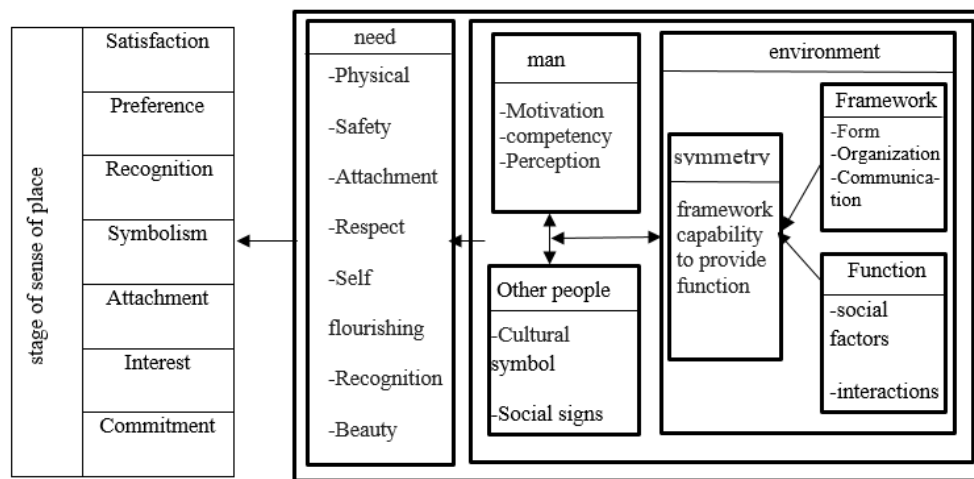 stage of sense of place
Satisfaction
Preference
Recognition
Symbolism
Attachment
Interest
Commitment
need
-Physical
-Safety
-Attachment
-Respect
-Self
flourishing
-Recognition
-Beauty
man
-Motivation
-competency
-Perception
Other people
-Cultural
symbol
-Social signs
environment
symmetry
framework
capability
to provide
function
Framework
-Form
-Organization
-Communica-
tion
Function
-social
factors
-interactions